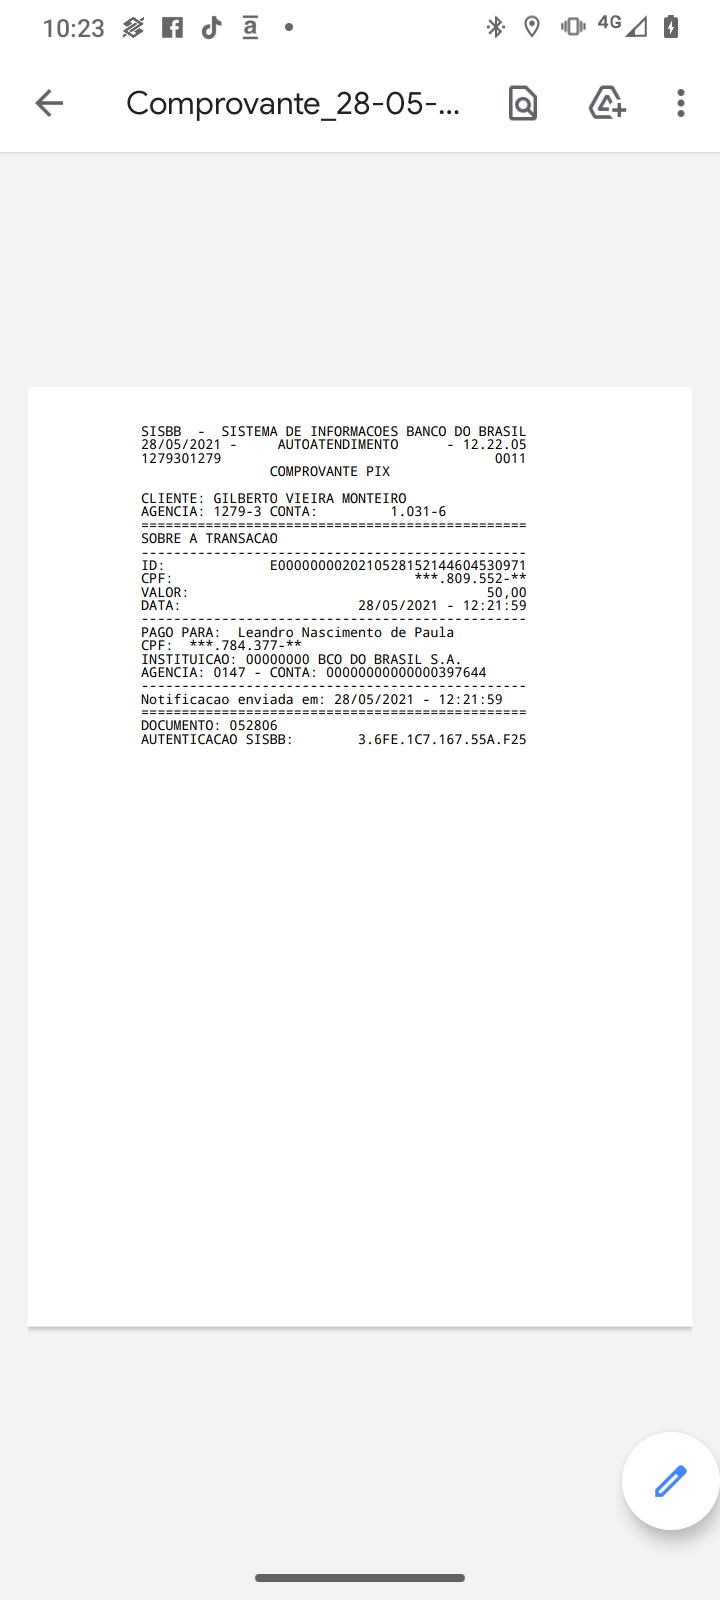 10:23
4G
Comprovante_28-05-...
SISBB - SISTEMA DE INFORMACOES BANCO DO BRASIL
28/05/2021 - AUTOATENDIMENTO - 12.22.05
1279301279 0011
COMPROVANTE PIX
CLIENTE: GILBERTO VIEIRA MONTEIRO
AGENCIA: 1279-3 CONTA: 1.031-6
================================================
SOBRE A TRANSACAO
------------------------------------------------
ID: E00000000202105281521446045​30971
CPF: ***.809.552-**
VALOR: 50,00
DATA: 28/05/2021 - 12:21:59
------------------------------------------------
PAGO PARA: Leandro Nascimento de Paula
CPF: ***.784.377-**
INSTITUICAO: 00000000 BCO DO BRASIL S.A.
AGENCIA: 0147 - CONTA: 00000000000000397644
------------------------------------------------
Notificacao enviada em: 28/05/2021 - 12:21:59
================================================
DOCUMENTO: 052806
AUTENTICACAO SISBB: 3.6FE.1C7.167.55A.F25